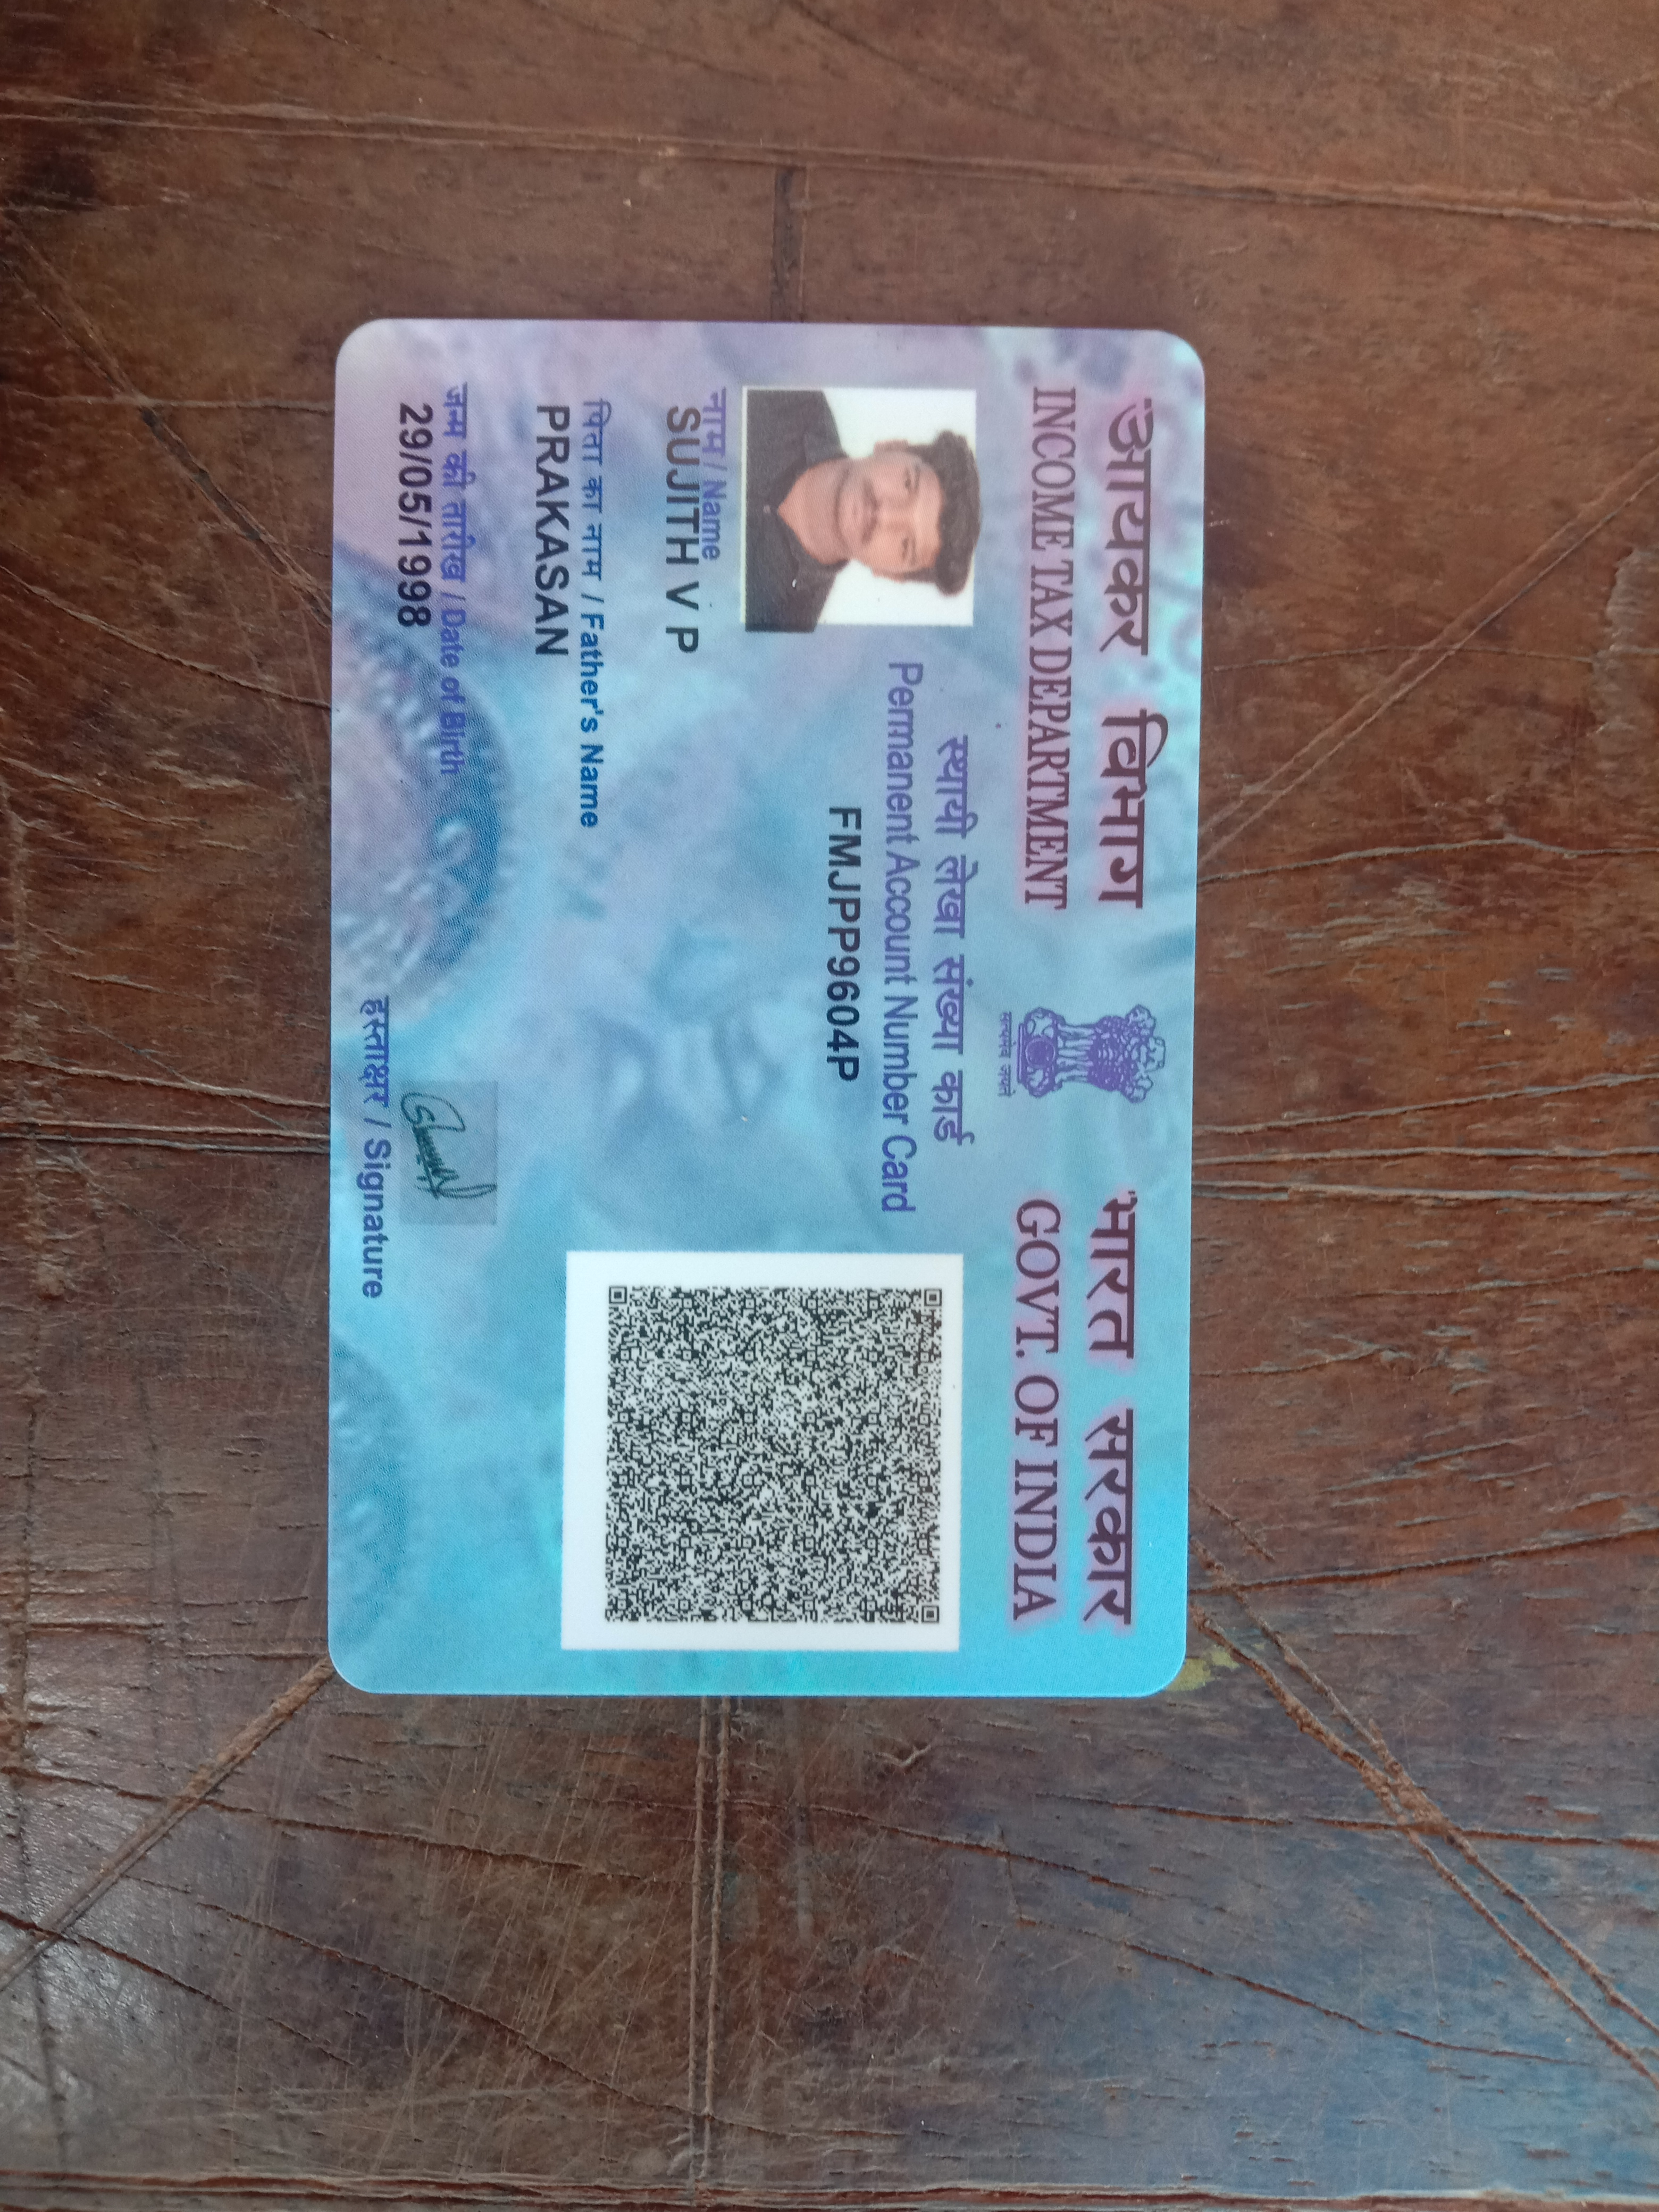 आयकर विभाग
INCOME TAX DEPARTMENT
सत्यमेव जयते
भारत सरकार
GOVT. OF INDIA
स्थायी लेखा संख्या कार्ड
Permanent Account Number Card
FMJPP9604P
नाम / Name
SUJITH V P
पिता का नाम / Father's Name
PRAKASAN
जन्म की तारीख / Date of Birth
29/05/1998
हस्ताक्षर / Signature